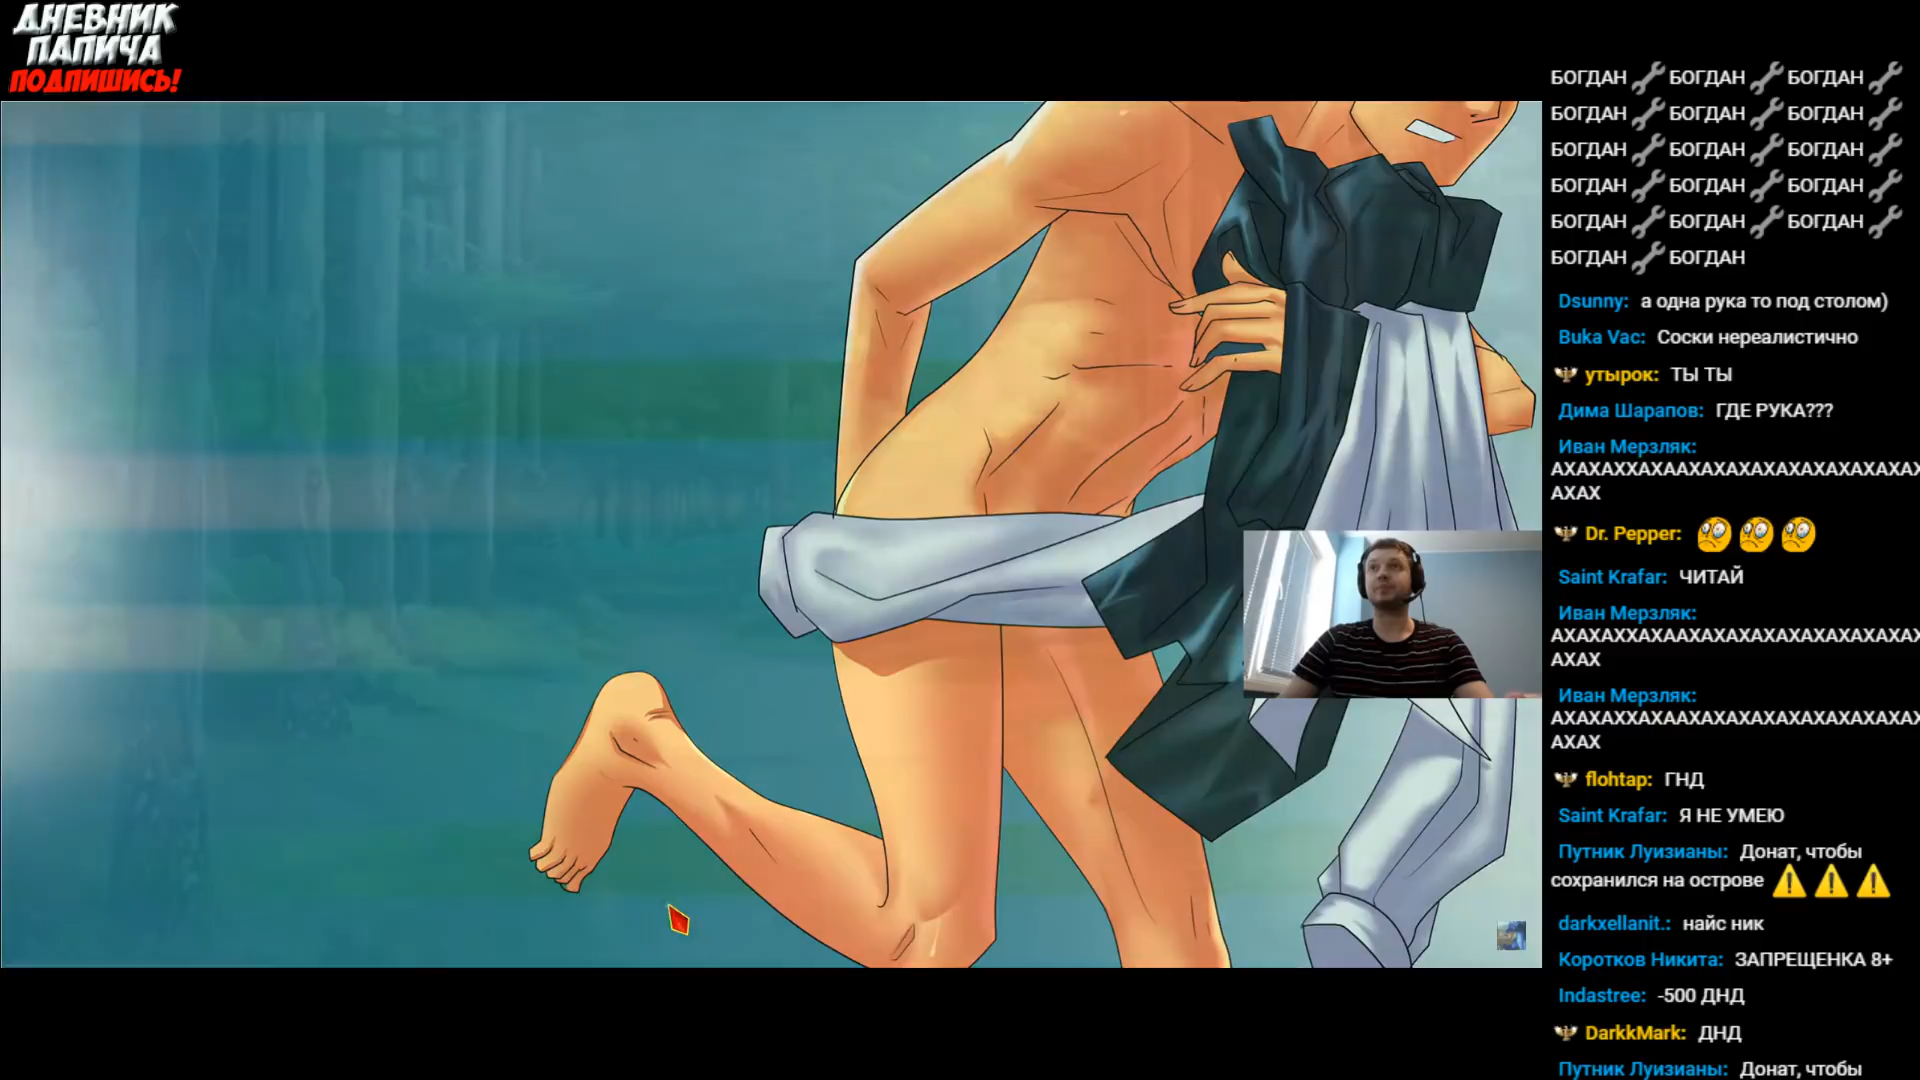 ДНЕВНИК
ПАПИЧА
ПОДПИШИСЬ!
БОГДАН БОГДАН БОГДАН
БОГДАН БОГДАН БОГДАН
БОГДАН БОГДАН БОГДАН
БОГДАН БОГДАН БОГДАН
БОГДАН БОГДАН БОГДАН
БОГДАН БОГДАН
Dsunny: а одна рука то под столом)
Buka Vac: Соски нереалистично
утырок: ТЫ ТЫ
Дима Шарапов: ГДЕ РУКА???
Иван Мерзляк:
АХАХАХХАХААХАХАХАХАХАХАХАХАХАХ
АХАХ
Dr. Pepper:
Saint Krafar: ЧИТАЙ
Иван Мерзляк:
АХАХАХХАХААХАХАХАХАХАХАХАХАХАХ
АХАХ
Иван Мерзляк:
АХАХАХХАХААХАХАХАХАХАХАХАХАХАХ
АХАХ
flohtap: ГНД
Saint Krafar: Я НЕ УМЕЮ
Путник Луизианы: Донат, чтобы
сохранился на острове
darkxellanit.: найс ник
Коротков Никита: ЗАПРЕЩЕНКА 8+
Indastree: -500 ДНД
DarkkMark: ДНД
Путник Луизианы: Донат, чтобы